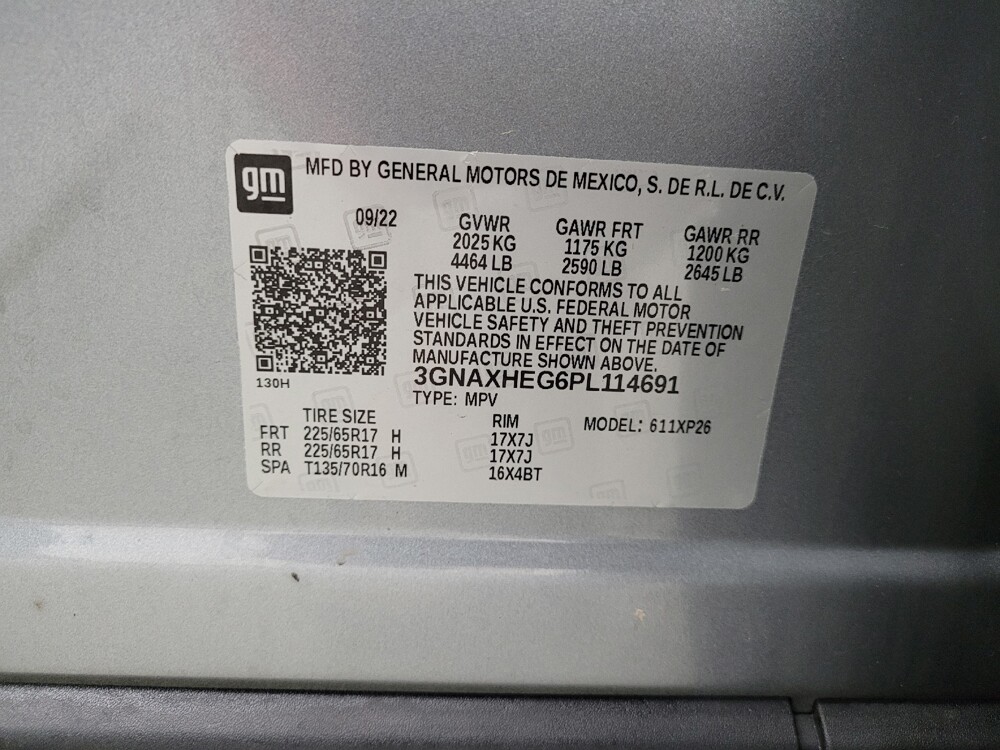 gm MFD BY GENERAL MOTORS DE MEXICO, S. DE R.L. DE C.V.
09/22 GVWR GAWR FRT GAWR RR
2025 KG 1175 KG 1200 KG
4464 LB 2590 LB 2645 LB
THIS VEHICLE CONFORMS TO ALL
APPLICABLE U.S. FEDERAL MOTOR
VEHICLE SAFETY AND THEFT PREVENTION
STANDARDS IN EFFECT ON THE DATE OF
MANUFACTURE SHOWN ABOVE.
130H
3GNAXHEG6PL114691
TYPE: MPV
TIRE SIZE RIM MODEL: 611XP26
FRT 225/65R17 H 17X7J
RR 225/65R17 H 17X7J
SPA T135/70R16 M 16X4BT